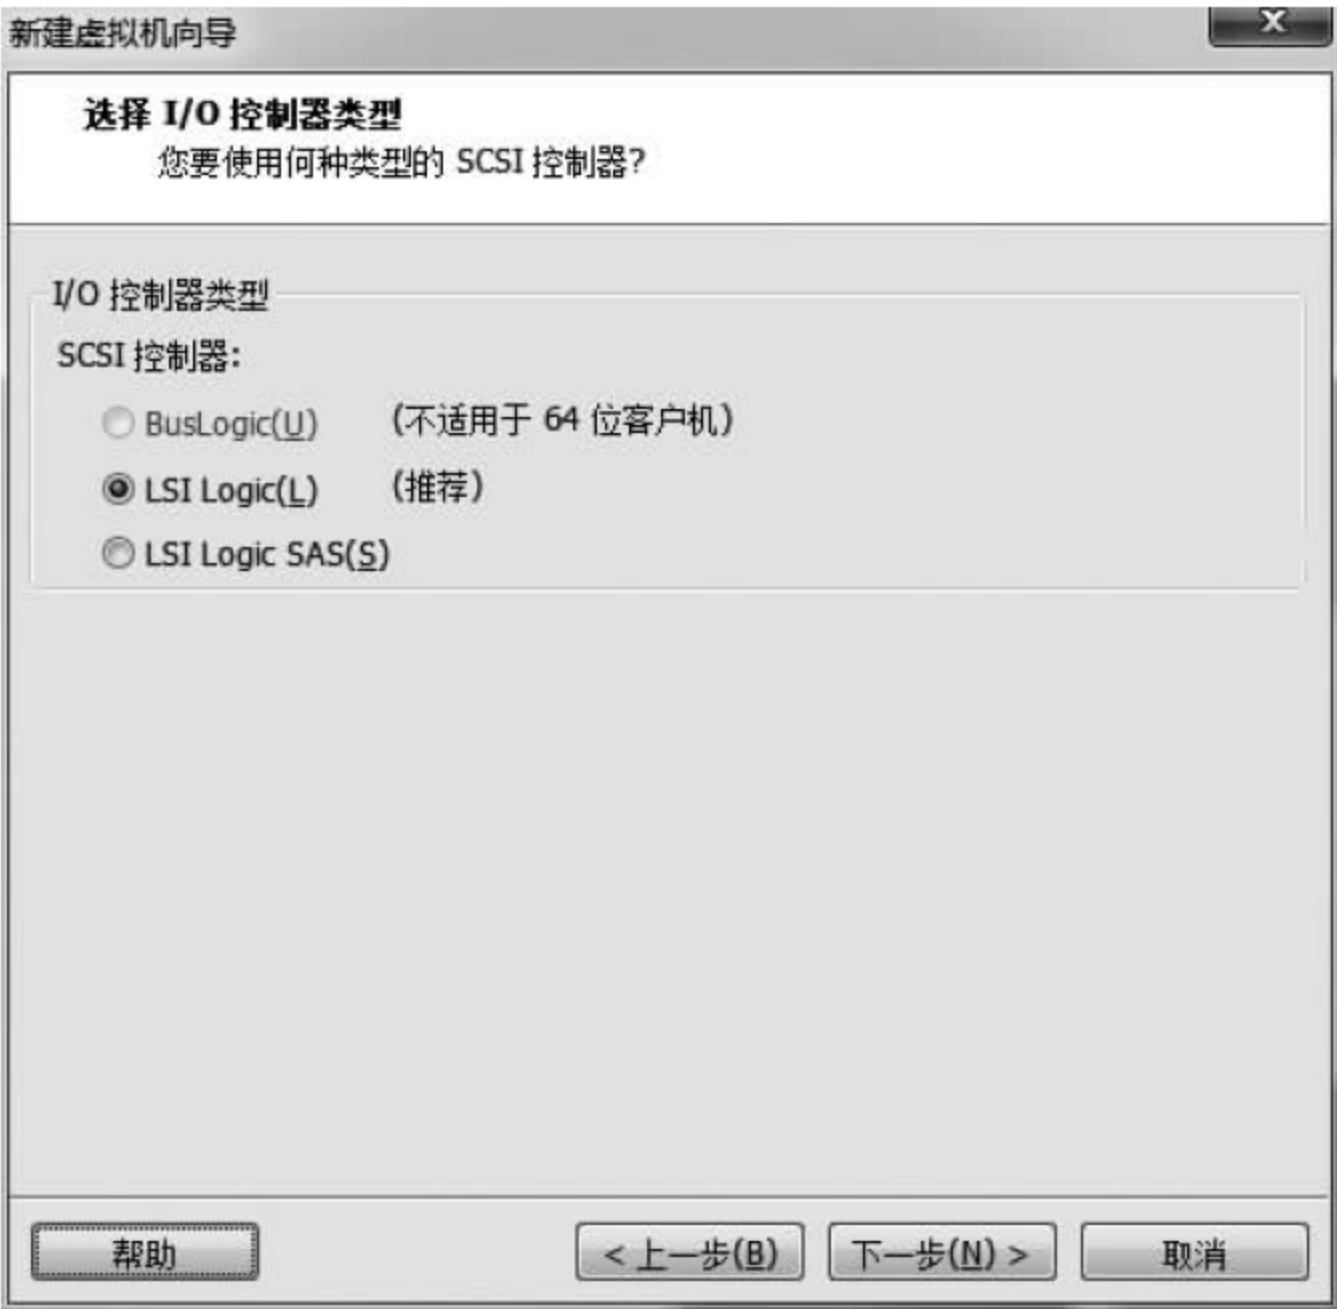 新建虚拟机向导
X
选择 I/O 控制器类型
您要使用何种类型的 SCSI 控制器?
I/O 控制器类型
SCSI 控制器:
BusLogic(U) (不适用于 64 位客户机)
LSI Logic(L) (推荐)
LSI Logic SAS(S)
帮助 < 上一步(B) 下一步(N) > 取消